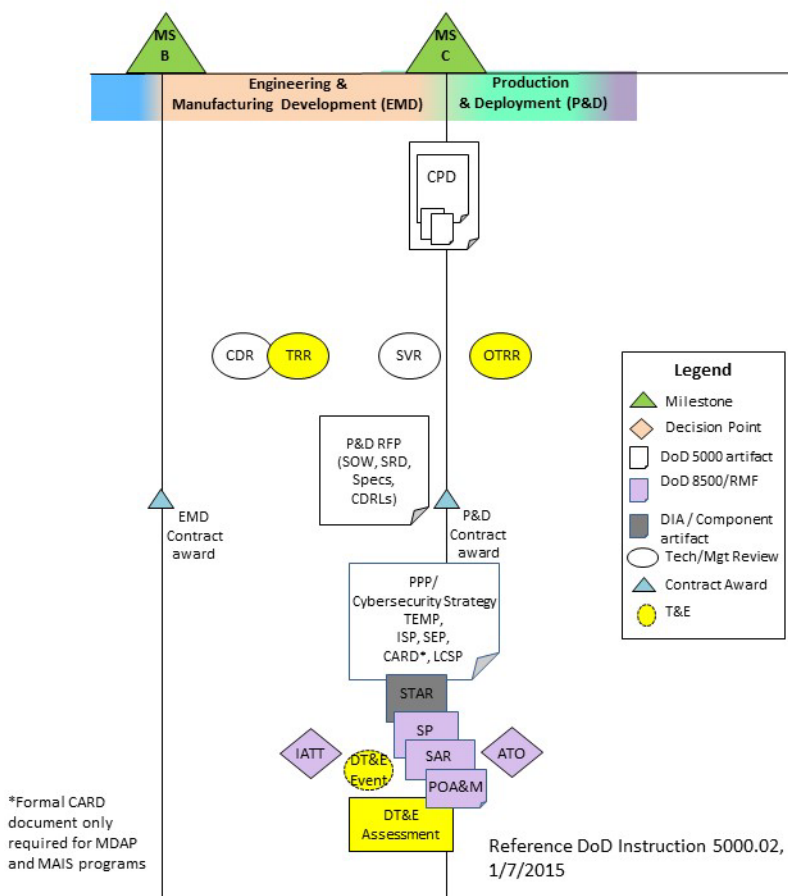 MS
B
MS
C
Engineering &
Manufacturing Development (EMD)
Production
& Deployment (P&D)
CPD
CDR
TRR
SVR
OTRR
P&D RFP
(SOW, SRD,
Specs,
CDRLs)
EMD
Contract
award
P&D
Contract
award
PPP/
Cybersecurity Strategy
TEMP,
ISP, SEP,
CARD*, LCSP
STAR
SP
SAR
POA&M
IATT
DT&E
Event
ATO
DT&E
Assessment
Legend
Milestone
Decision Point
DoD 5000 artifact
DoD 8500/RMF
DIA / Component
artifact
Tech/Mgt Review
Contract Award
T&E
*Formal CARD
document only
required for MDAP
and MAIS programs
Reference DoD Instruction 5000.02,
1/7/2015